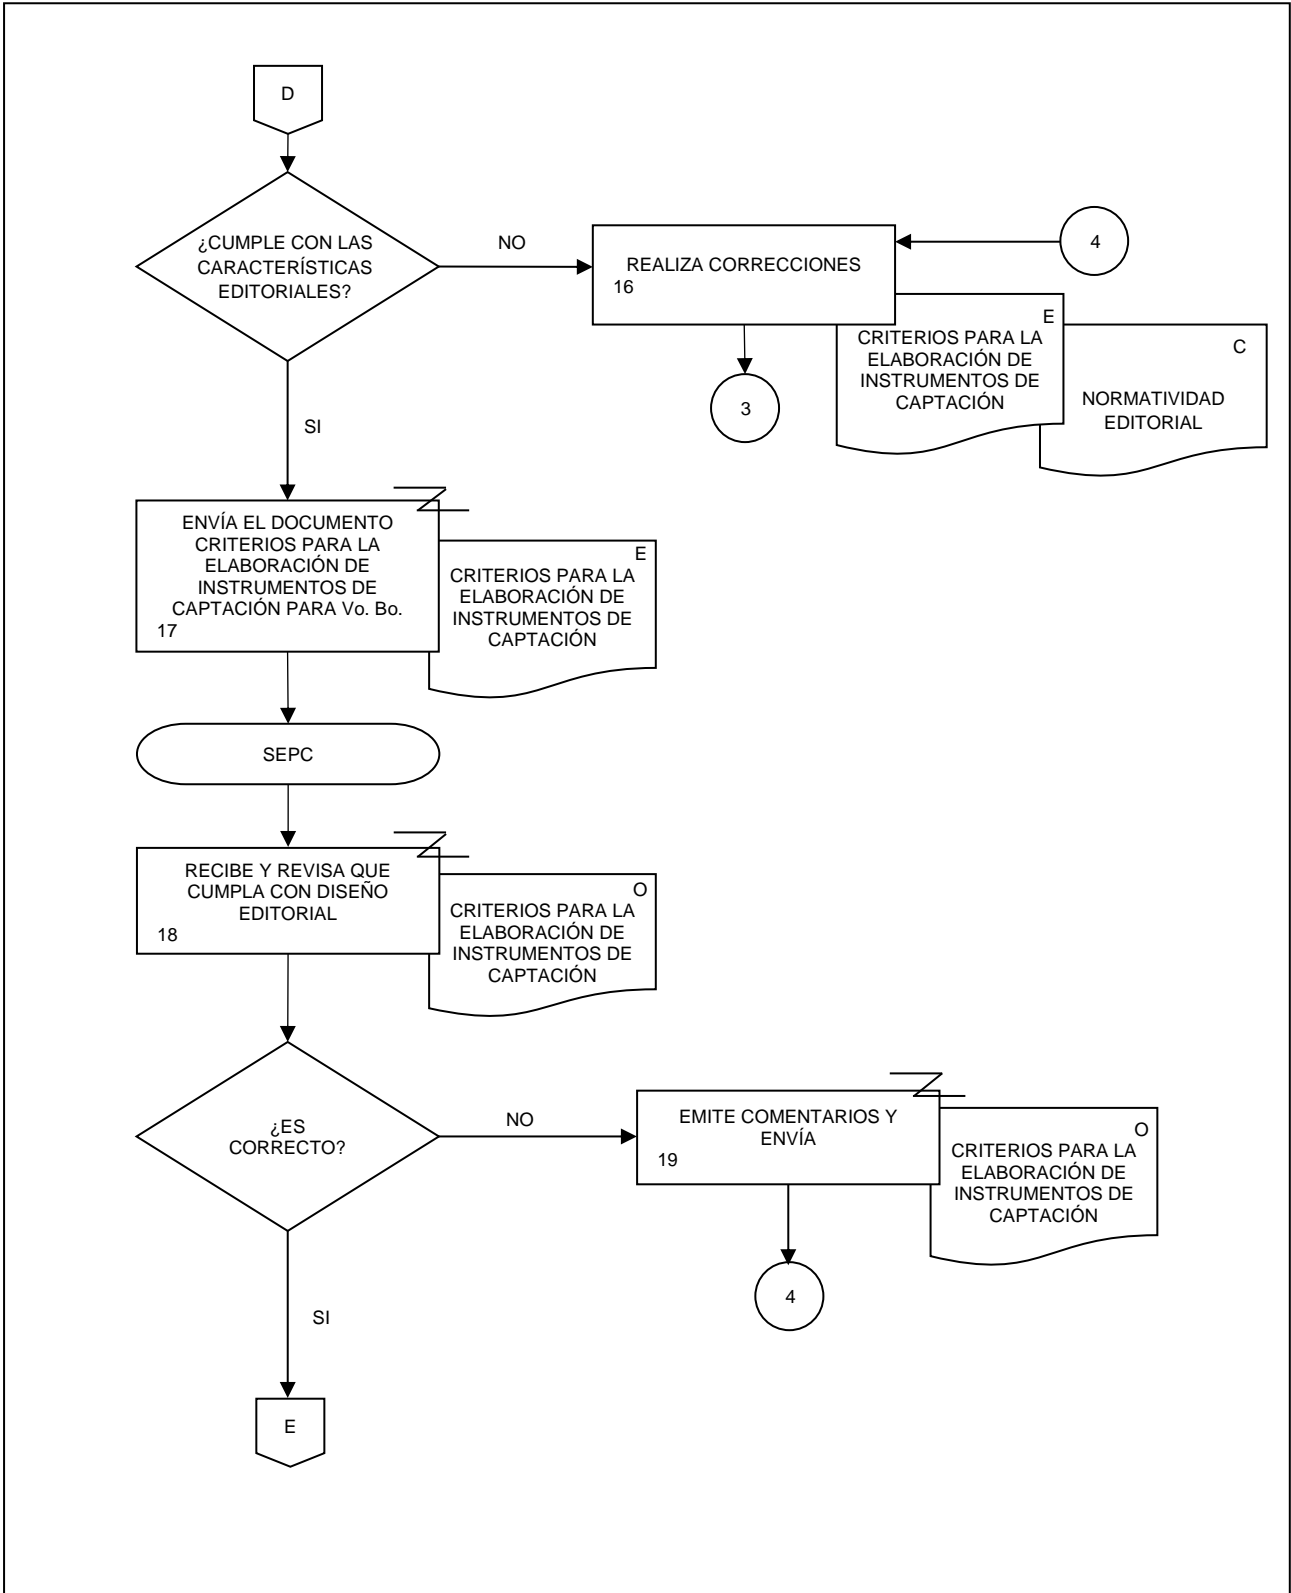 D
¿CUMPLE CON LAS
CARACTERÍSTICAS
EDITORIALES?
NO
REALIZA CORRECCIONES
16
4
E
CRITERIOS PARA LA
ELABORACIÓN DE
INSTRUMENTOS DE
CAPTACIÓN
C
NORMATIVIDAD
EDITORIAL
3
SI
ENVÍA EL DOCUMENTO
CRITERIOS PARA LA
ELABORACIÓN DE
INSTRUMENTOS DE
CAPTACIÓN PARA Vo. Bo.
17
E
CRITERIOS PARA LA
ELABORACIÓN DE
INSTRUMENTOS DE
CAPTACIÓN
SEPC
RECIBE Y REVISA QUE
CUMPLA CON DISEÑO
EDITORIAL
18
O
CRITERIOS PARA LA
ELABORACIÓN DE
INSTRUMENTOS DE
CAPTACIÓN
¿ES
CORRECTO?
NO
EMITE COMENTARIOS Y
ENVÍA
19
O
CRITERIOS PARA LA
ELABORACIÓN DE
INSTRUMENTOS DE
CAPTACIÓN
4
SI
E